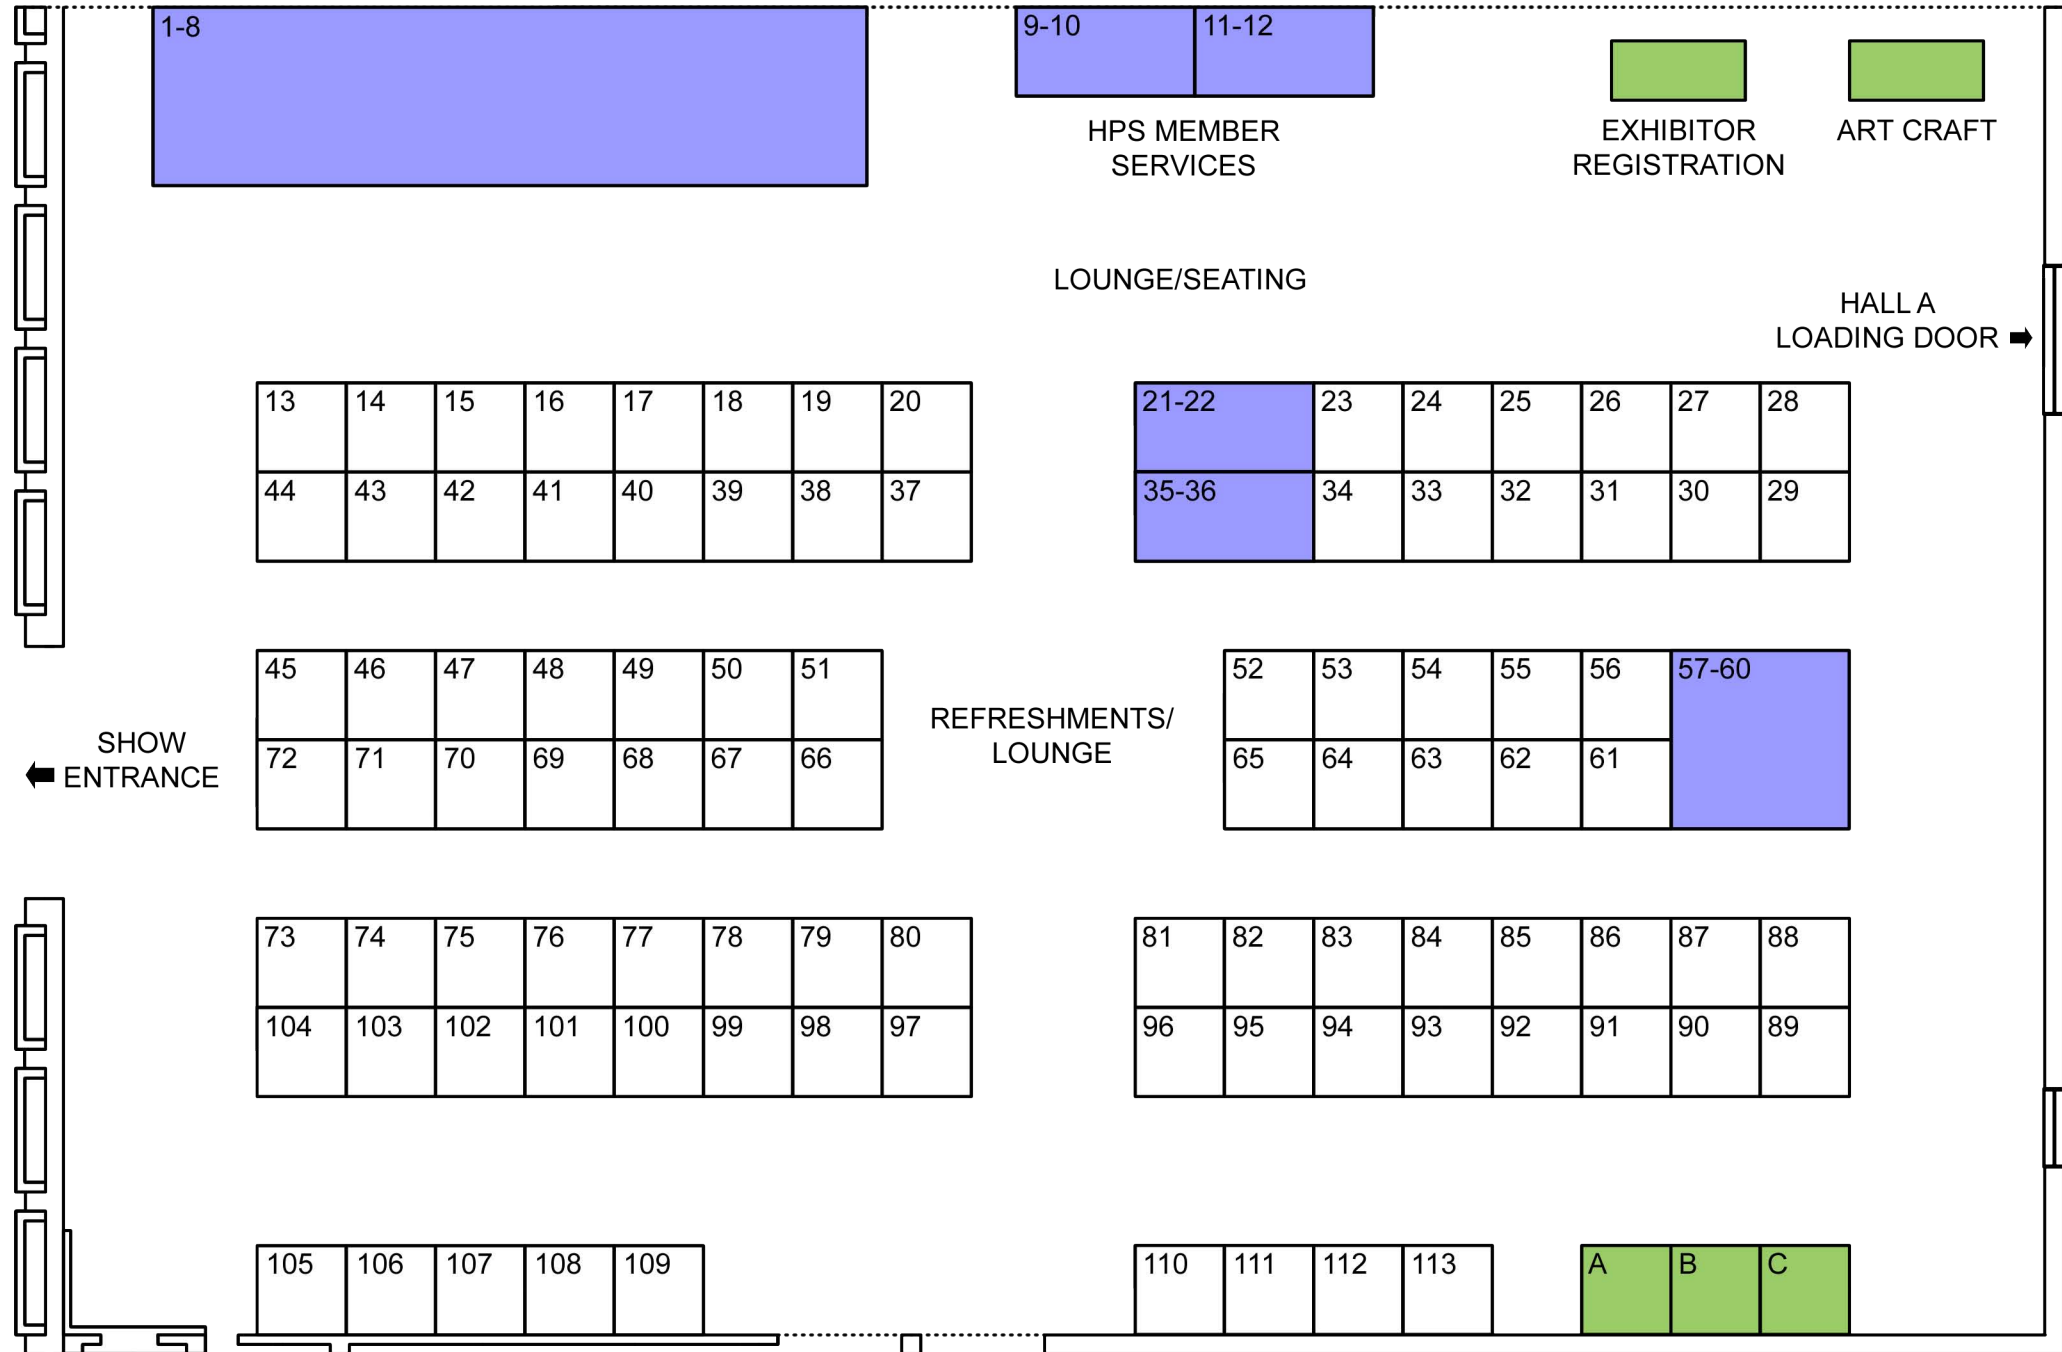 1-8
9-10 11-12
HPS MEMBER
SERVICES
EXHIBITOR
REGISTRATION
ART CRAFT
LOUNGE/SEATING
HALL A
LOADING DOOR
13 14 15 16 17 18 19 20
44 43 42 41 40 39 38 37
21-22 23 24 25 26 27 28
35-36 34 33 32 31 30 29
SHOW
ENTRANCE
45 46 47 48 49 50 51
72 71 70 69 68 67 66
REFRESHMENTS/
LOUNGE
52 53 54 55 56 57-60
65 64 63 62 61
73 74 75 76 77 78 79 80
104 103 102 101 100 99 98 97
81 82 83 84 85 86 87 88
96 95 94 93 92 91 90 89
105 106 107 108 109
110 111 112 113
A B C